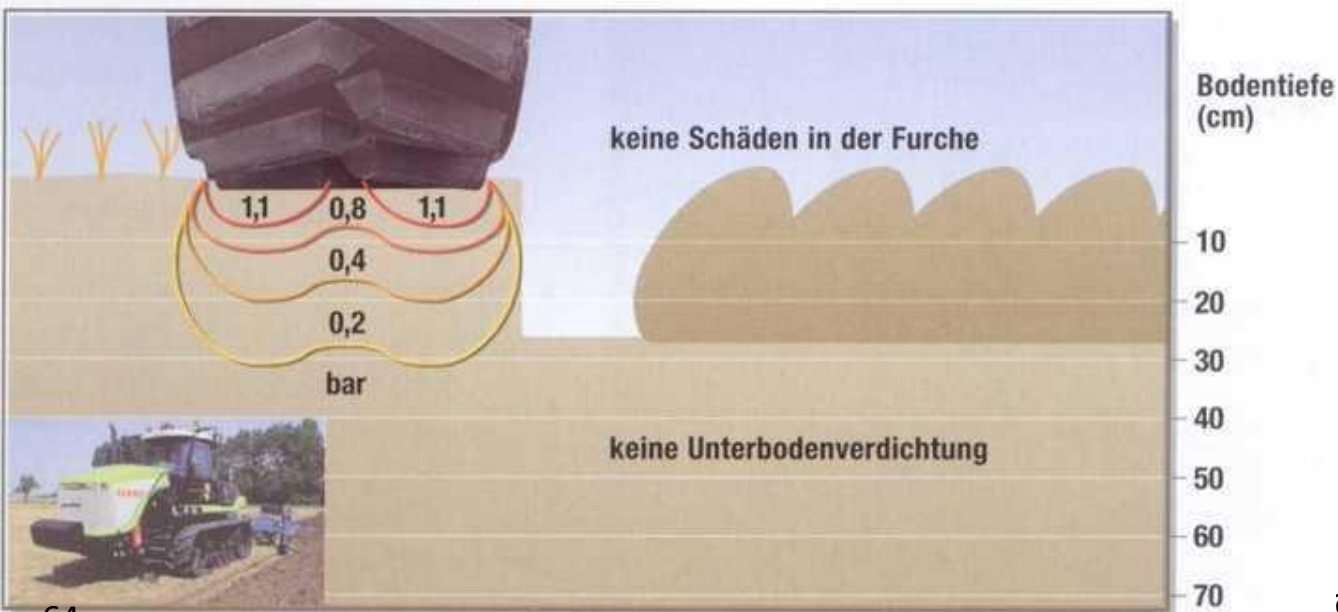 Bodentiefe
(cm)
keine Schäden in der Furche
1,1 0,8 1,1
0,4
0,2
bar
keine Unterbodenverdichtung
10
20
30
40
50
60
70
64